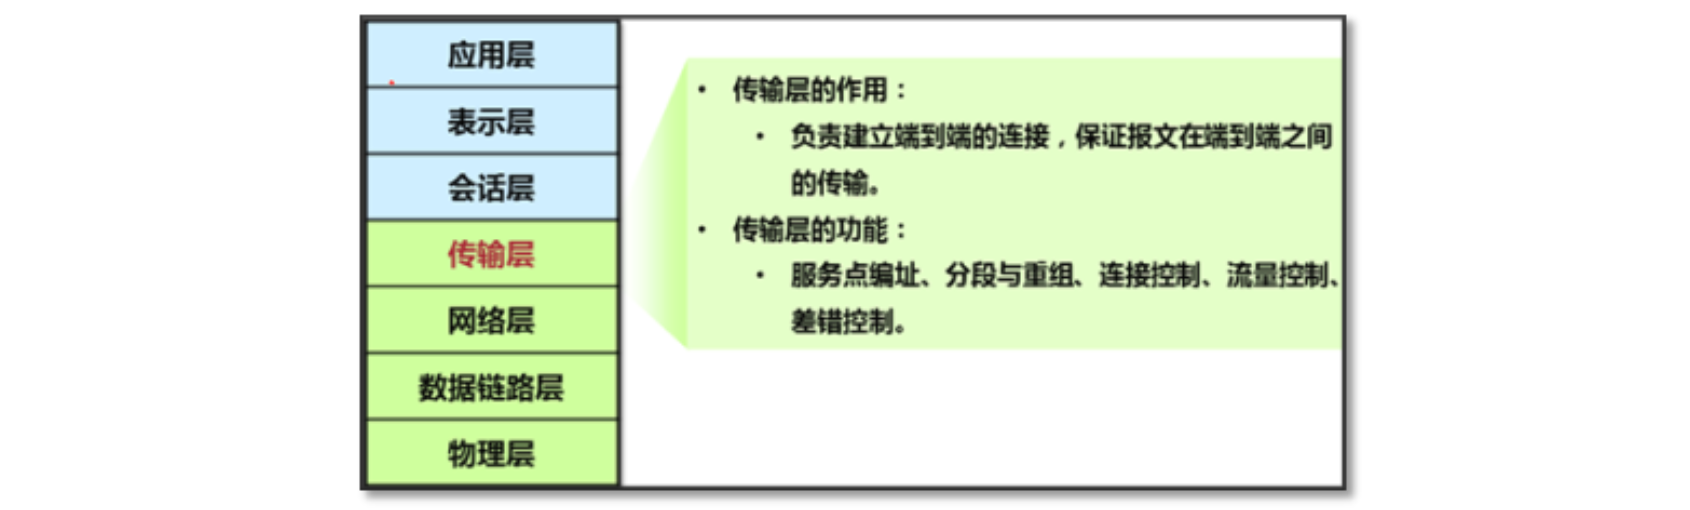 应用层
表示层
会话层
传输层
网络层
数据链路层
物理层
• 传输层的作用：
• 负责建立端到端的连接，保证报文在端到端之间
的传输。
• 传输层的功能：
• 服务点编址、分段与重组、连接控制、流量控制、
差错控制。